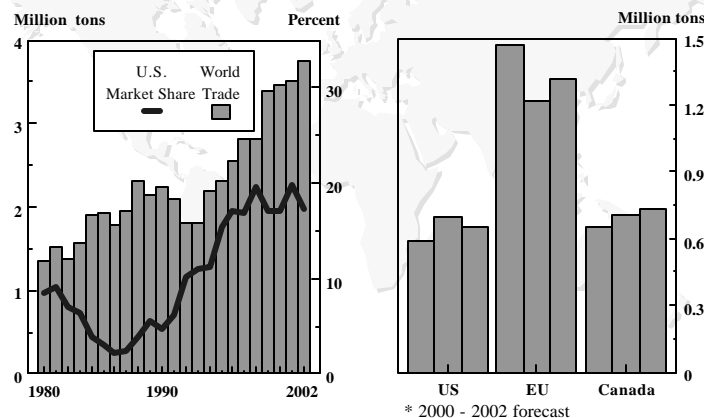 Million tons
Percent
4
3
2
1
0
30
20
10
0
U.S. World
Market Share Trade
1980
1990
2002
Million tons
1.5
1.2
0.9
0.6
0.3
0
US
EU
Canada
* 2000 - 2002 forecast